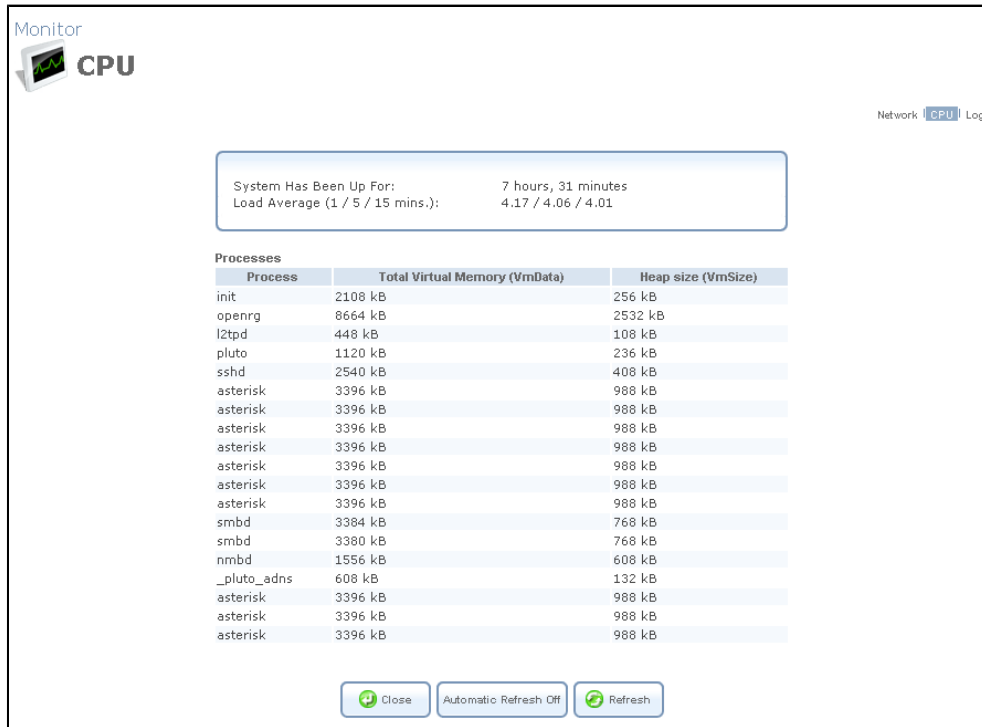 Monitor
CPU
Network | CPU | Log
System Has Been Up For: 7 hours, 31 minutes
Load Average (1 / 5 / 15 mins.): 4.17 / 4.06 / 4.01
Processes
Process Total Virtual Memory (VmData) Heap size (VmSize)
init 2108 kB 256 kB
openrg 8664 kB 2532 kB
l2tpd 448 kB 108 kB
pluto 1120 kB 236 kB
sshd 2540 kB 408 kB
asterisk 3396 kB 988 kB
asterisk 3396 kB 988 kB
asterisk 3396 kB 988 kB
asterisk 3396 kB 988 kB
asterisk 3396 kB 988 kB
asterisk 3396 kB 988 kB
asterisk 3396 kB 988 kB
smbd 3384 kB 768 kB
smbd 3380 kB 768 kB
nmbd 1556 kB 608 kB
_pluto_adns 608 kB 132 kB
asterisk 3396 kB 988 kB
asterisk 3396 kB 988 kB
asterisk 3396 kB 988 kB
Close Automatic Refresh Off Refresh